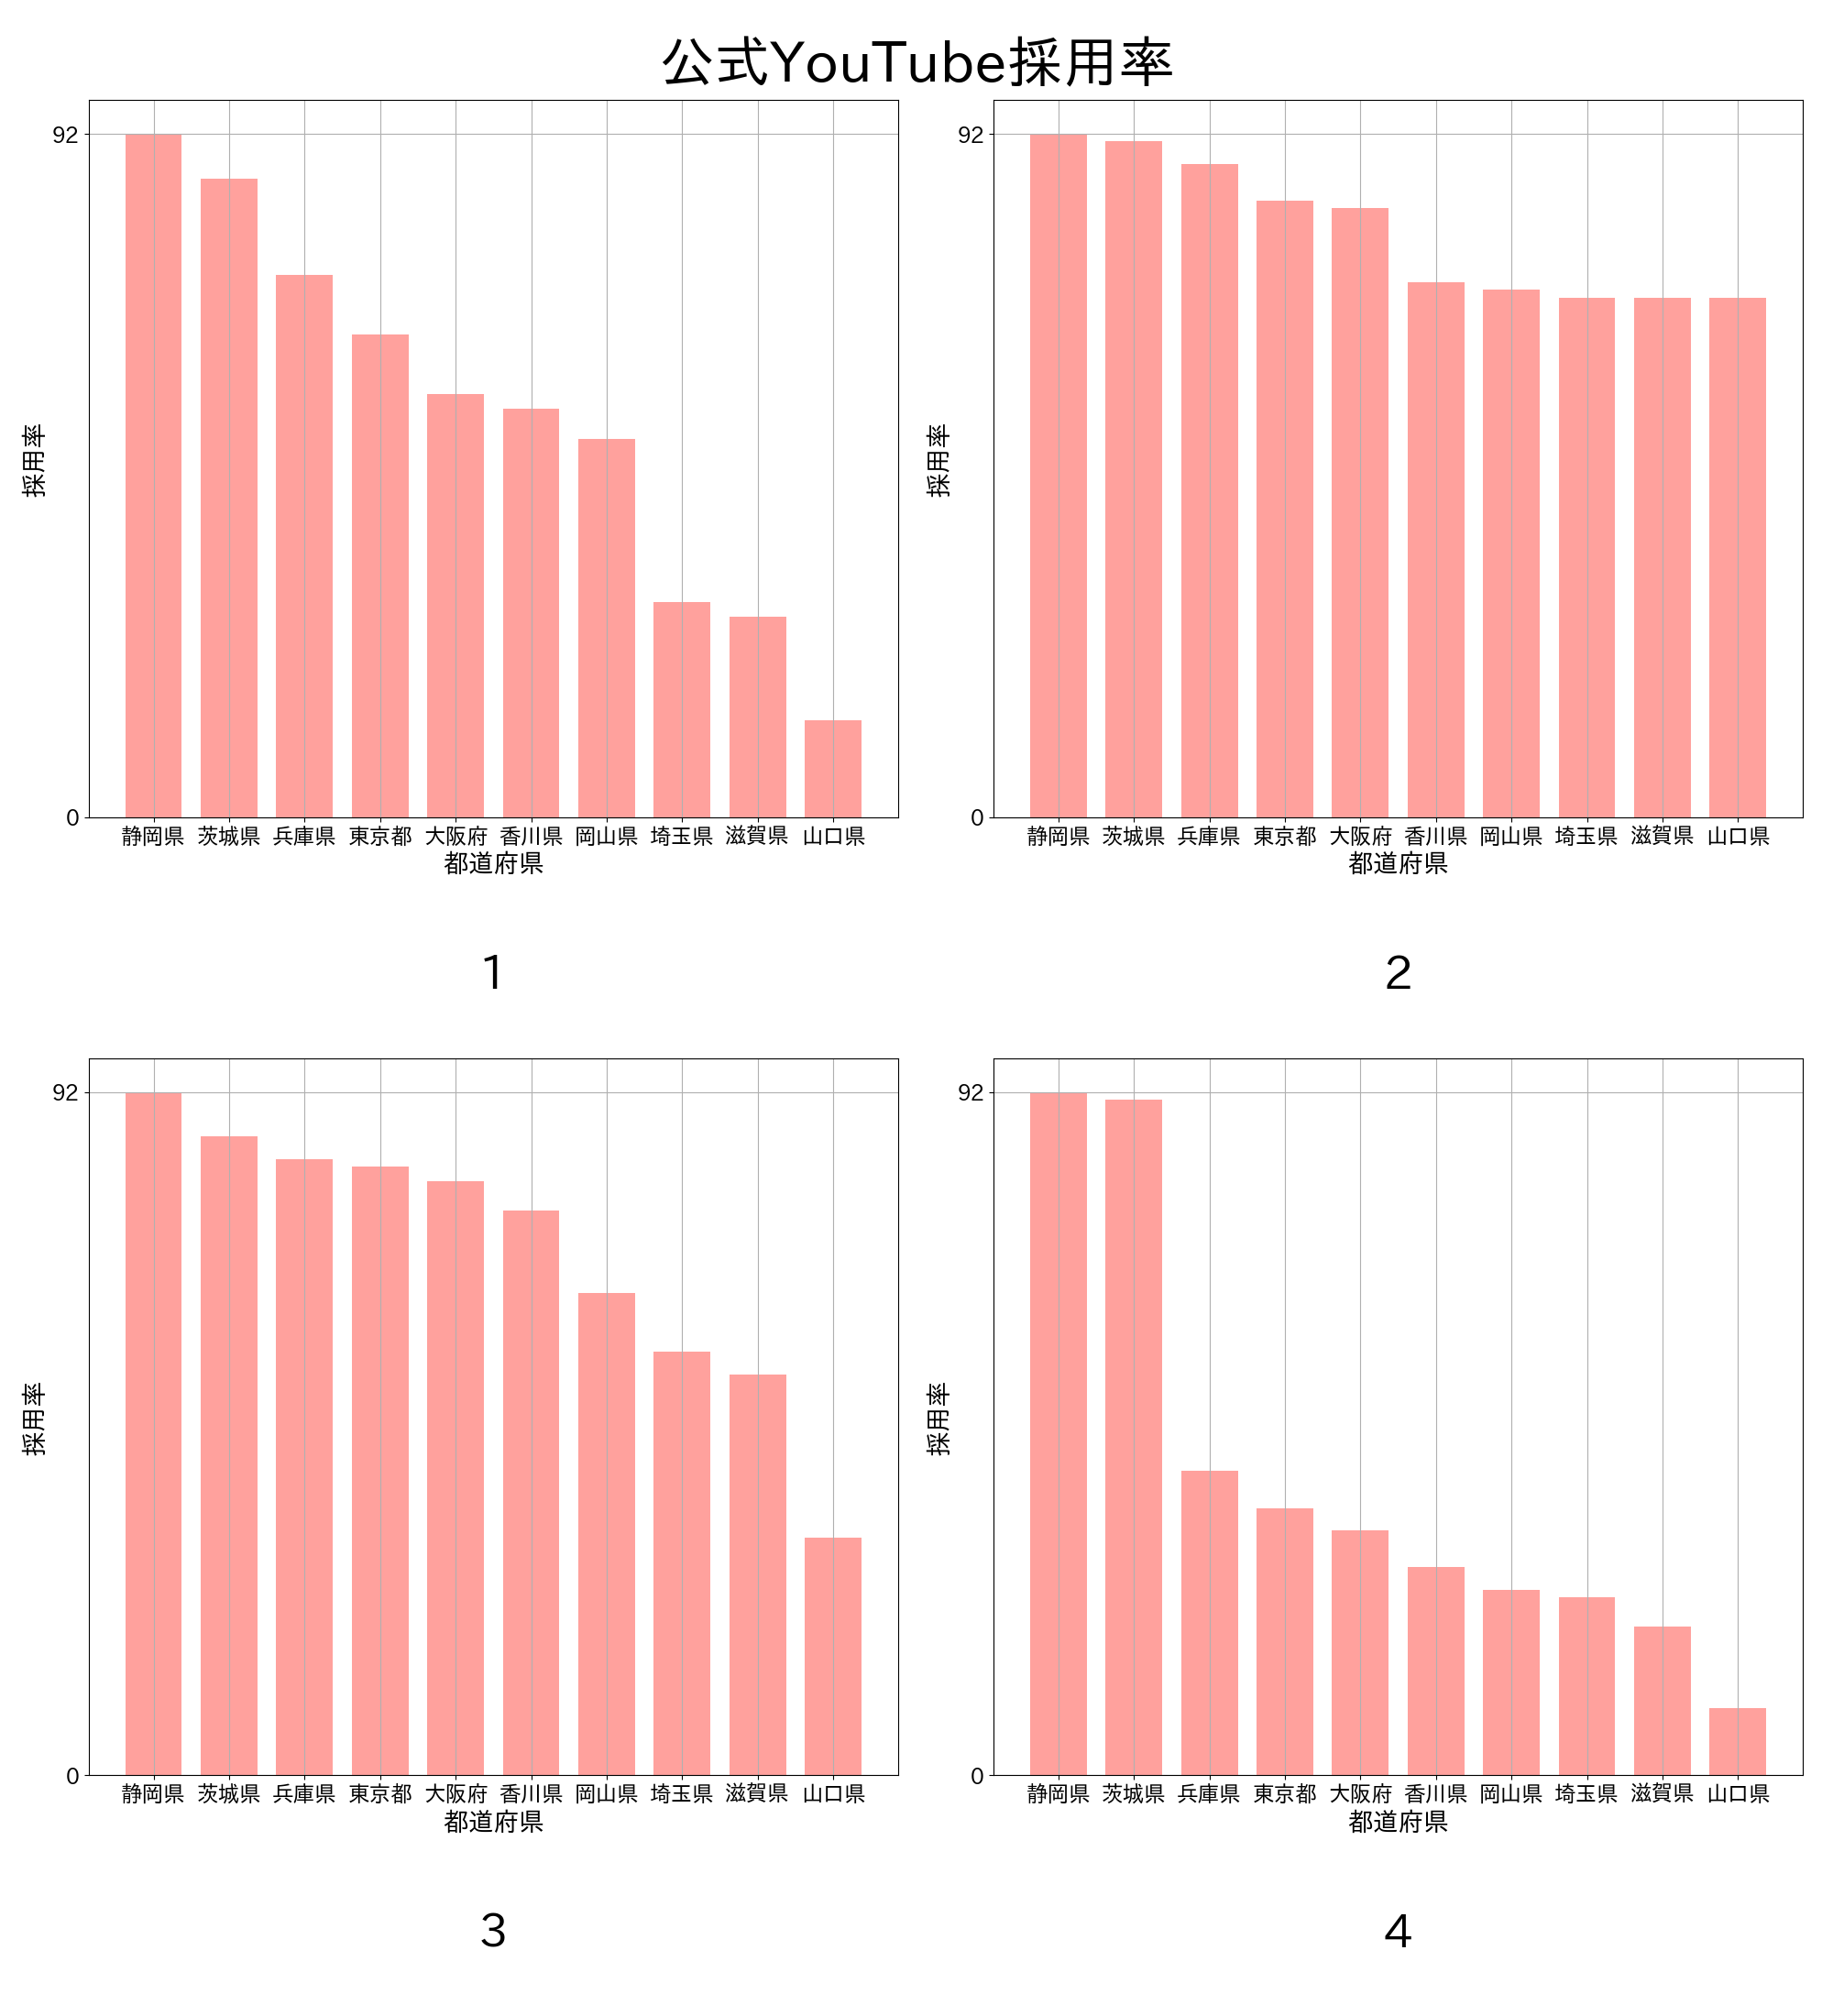 公式YouTube採用率
92
採用率
0
静岡県 茨城県 兵庫県 東京都 大阪府 香川県 岡山県 埼玉県 滋賀県 山口県
都道府県
1
92
採用率
0
静岡県 茨城県 兵庫県 東京都 大阪府 香川県 岡山県 埼玉県 滋賀県 山口県
都道府県
2
92
採用率
0
静岡県 茨城県 兵庫県 東京都 大阪府 香川県 岡山県 埼玉県 滋賀県 山口県
都道府県
3
92
採用率
0
静岡県 茨城県 兵庫県 東京都 大阪府 香川県 岡山県 埼玉県 滋賀県 山口県
都道府県
4